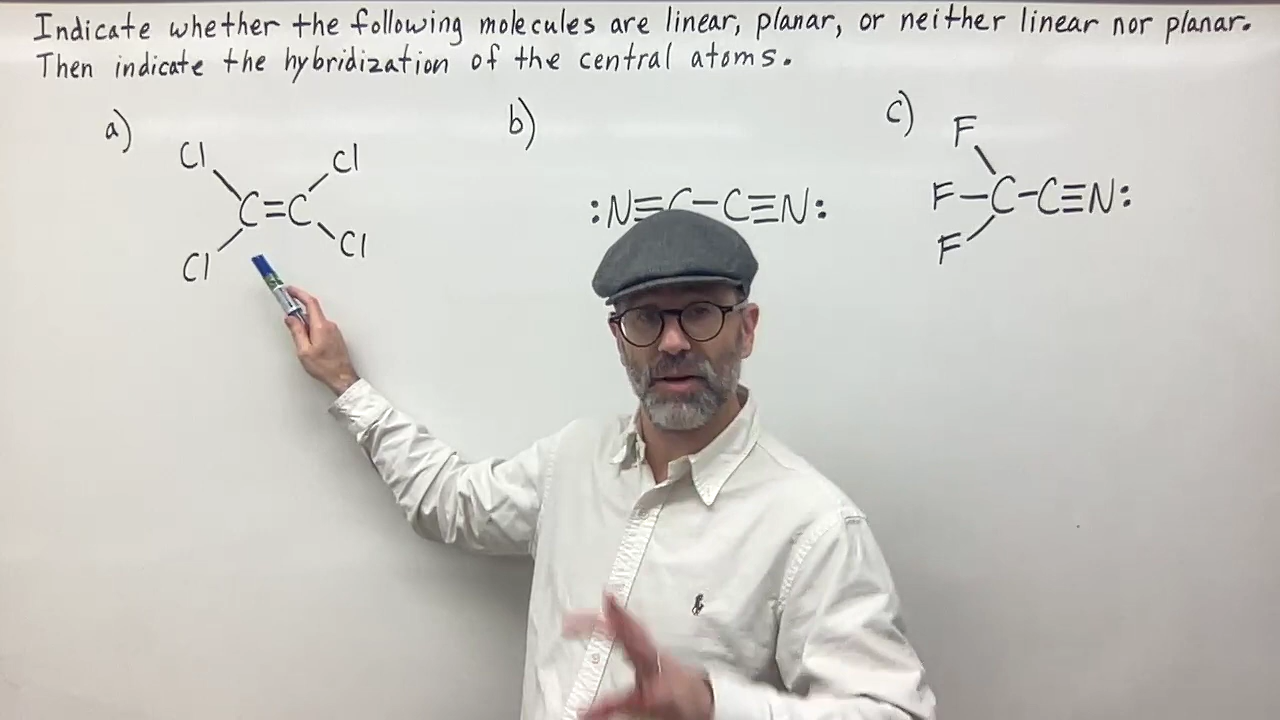 Indicate whether the following molecules are linear, planar, or neither linear nor planar.
Then indicate the hybridization of the central atoms.
a)
Cl Cl
C=C
Cl Cl
b)
:N≡C-C≡N:
c)
F
F-C-C≡N:
F